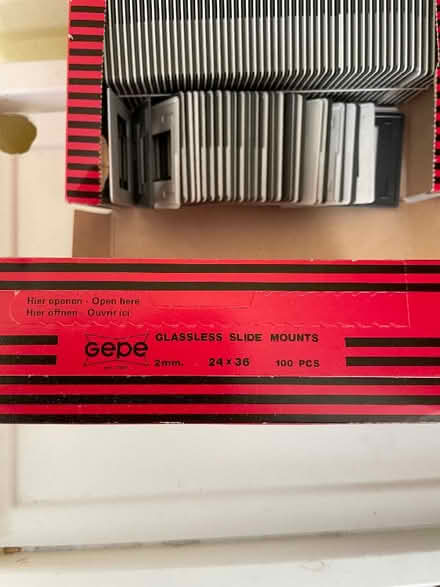 Hier openen - Open here
Hier öffnen - Ouvrir ici
GEPE
GLASSLESS SLIDE MOUNTS
2mm. 24 x 36 100 PCS